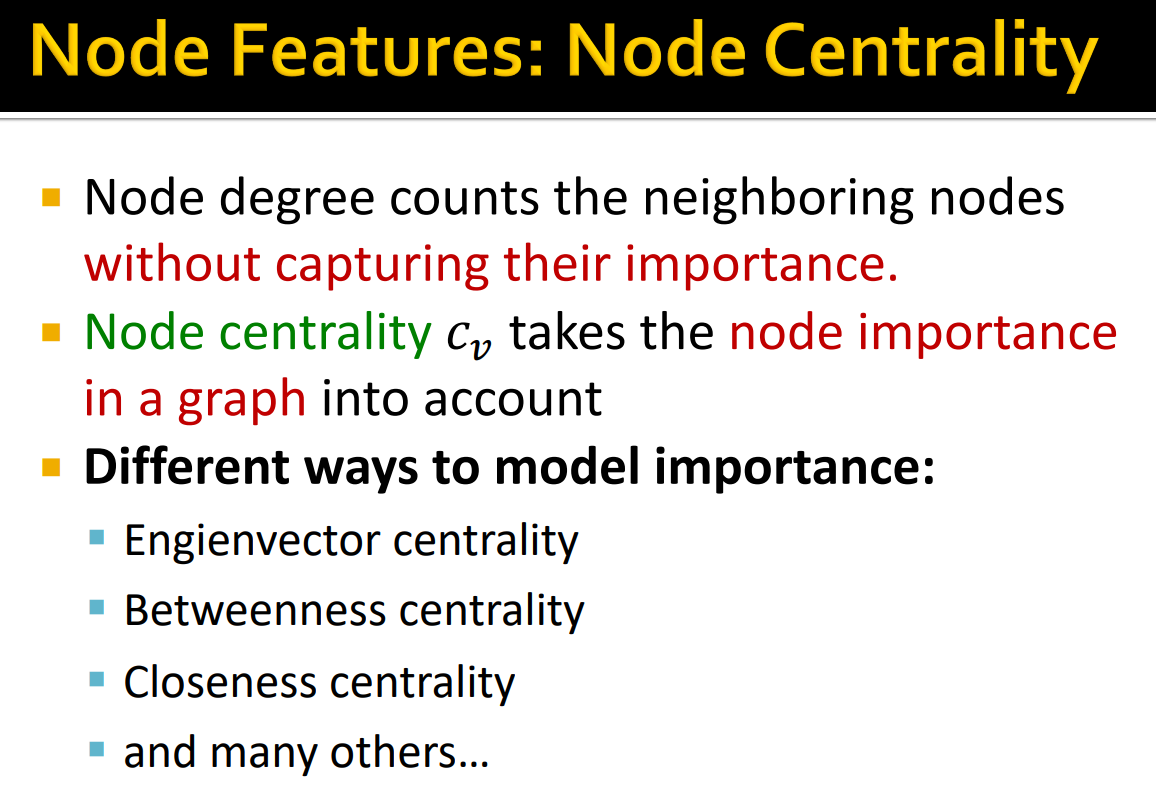 Node Features: Node Centrality
Node degree counts the neighboring nodes
without capturing their importance.
Node centrality c_v takes the node importance
in a graph into account
Different ways to model importance:
Engienvector centrality
Betweenness centrality
Closeness centrality
and many others…